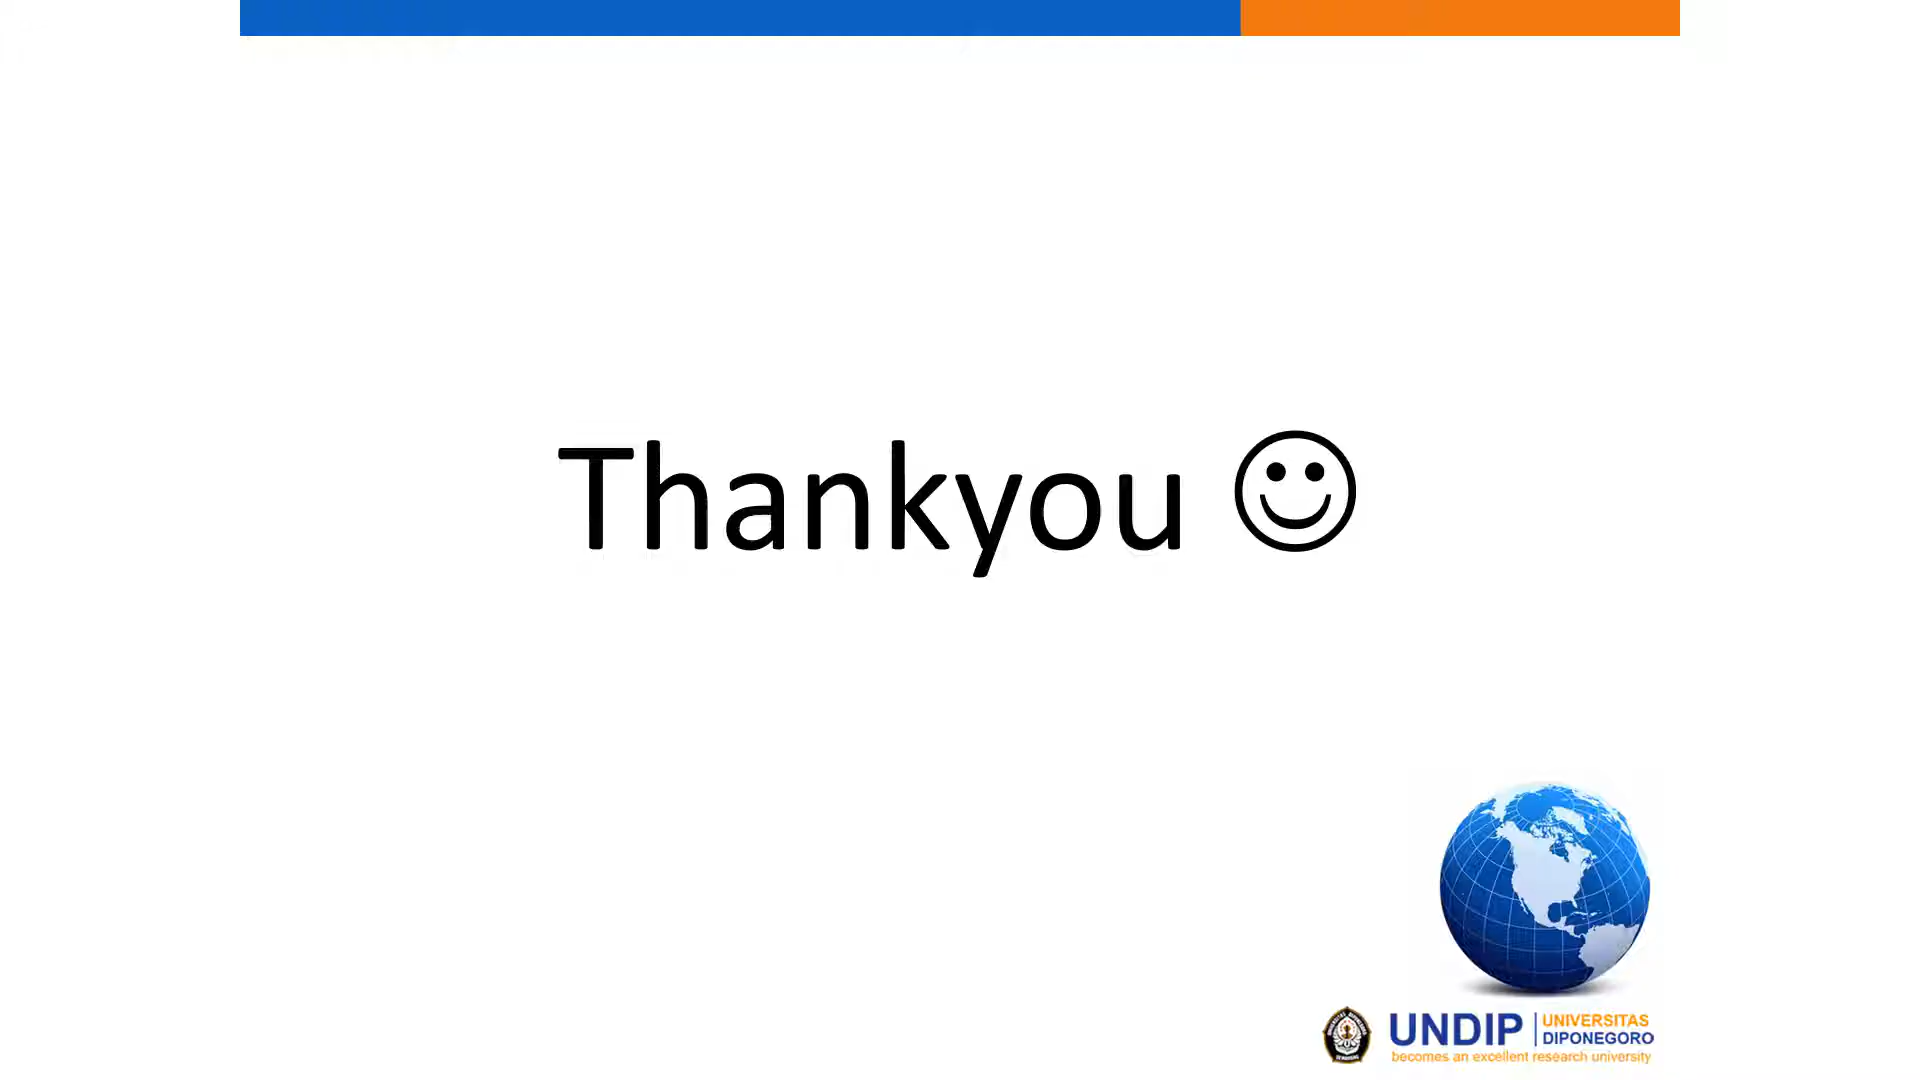 Thankyou ☺
UNDIP
UNIVERSITAS
DIPONEGORO
becomes an excellent research university